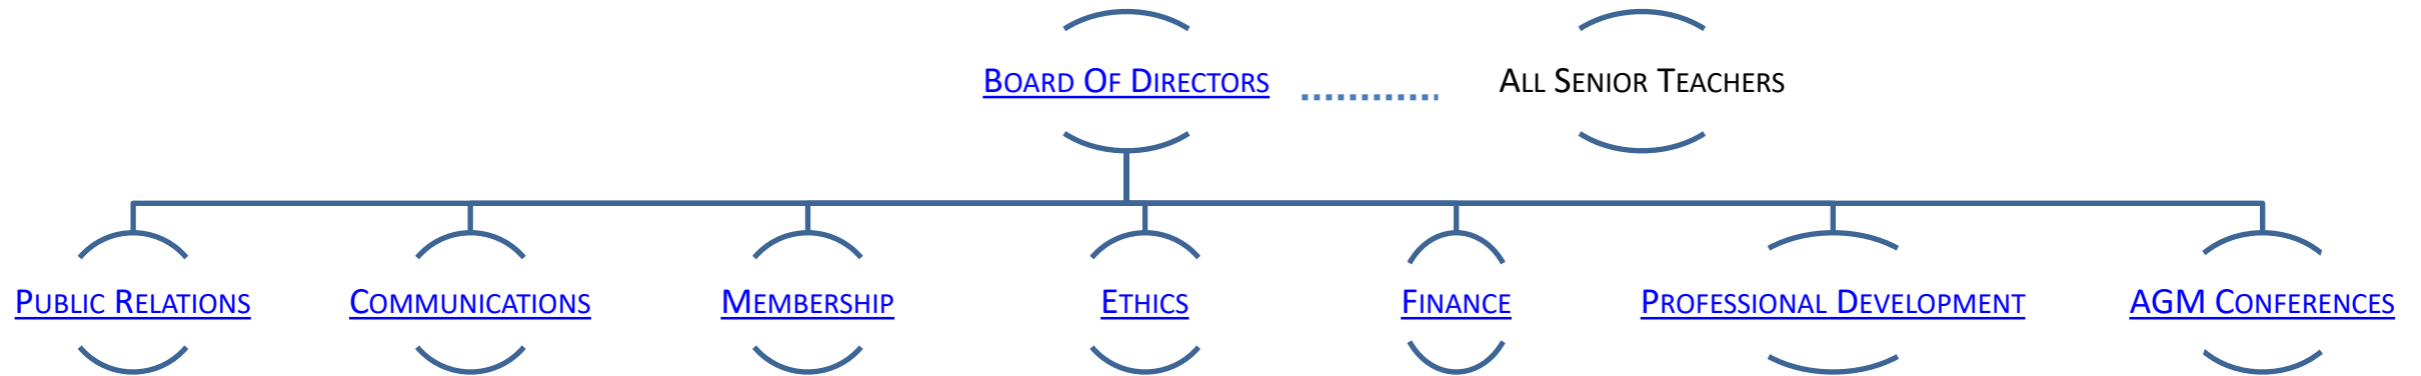 Board Of Directors
All Senior Teachers
Public Relations
Communications
Membership
Ethics
Finance
Professional Development
AGM Conferences